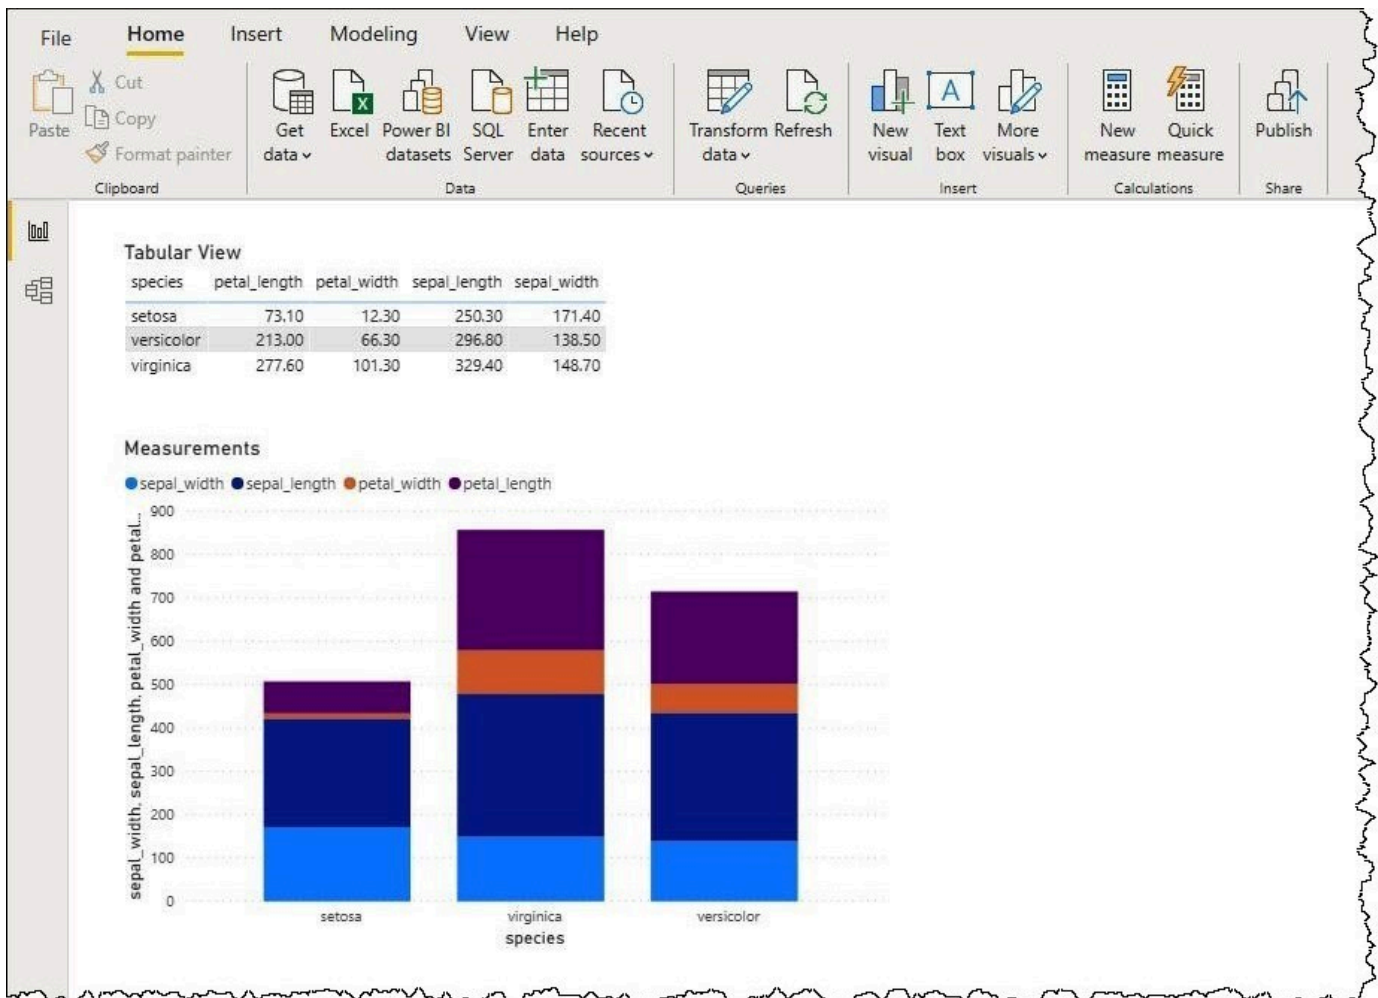 File Home Insert Modeling View Help
Paste
Cut
Copy
Format painter
Clipboard
Get data
Excel
Power BI datasets
SQL Server
Enter data
Recent sources
Data
Transform data
Refresh
Queries
New visual
Text box
More visuals
Insert
New measure
Quick measure
Calculations
Publish
Share
Tabular View
species petal_length petal_width sepal_length sepal_width
setosa 73.10 12.30 250.30 171.40
versicolor 213.00 66.30 296.80 138.50
virginica 277.60 101.30 329.40 148.70
Measurements
sepal_width sepal_length petal_width petal_length
sepal_width, sepal_length, petal_width and petal...
900
800
700
600
500
400
300
200
100
0
setosa virginica versicolor
species